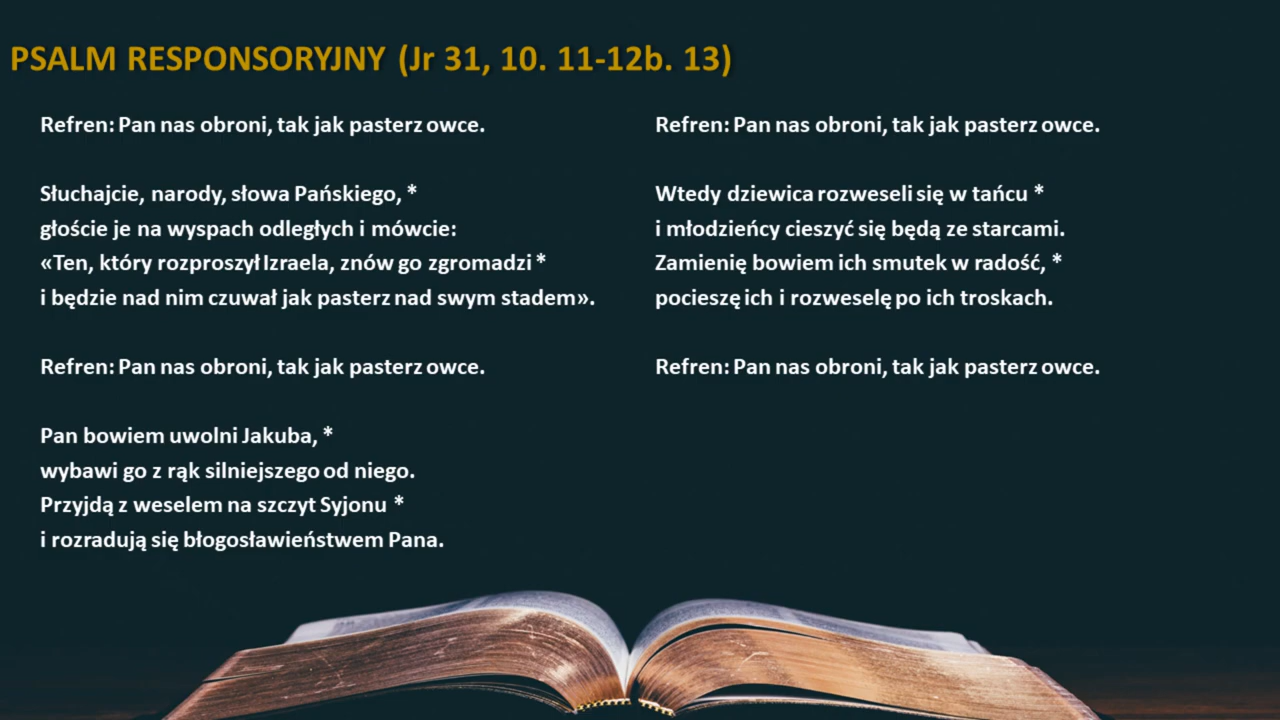 PSALM RESPONSORYJNY (Jr 31, 10. 11-12b. 13)
Refren: Pan nas obroni, tak jak pasterz owce.
Słuchajcie, narody, słowa Pańskiego, *
głoście je na wyspach odległych i mówcie:
«Ten, który rozproszył Izraela, znów go zgromadzi *
i będzie nad nim czuwał jak pasterz nad swym stadem».
Refren: Pan nas obroni, tak jak pasterz owce.
Pan bowiem uwolni Jakuba, *
wybawi go z rąk silniejszego od niego.
Przyjdą z weselem na szczyt Syjonu *
i rozradują się błogosławieństwem Pana.
Refren: Pan nas obroni, tak jak pasterz owce.
Wtedy dziewica rozweseli się w tańcu *
i młodzieńcy cieszyć się będą ze starcami.
Zamienię bowiem ich smutek w radość, *
pocieszę ich i rozweselę po ich troskach.
Refren: Pan nas obroni, tak jak pasterz owce.